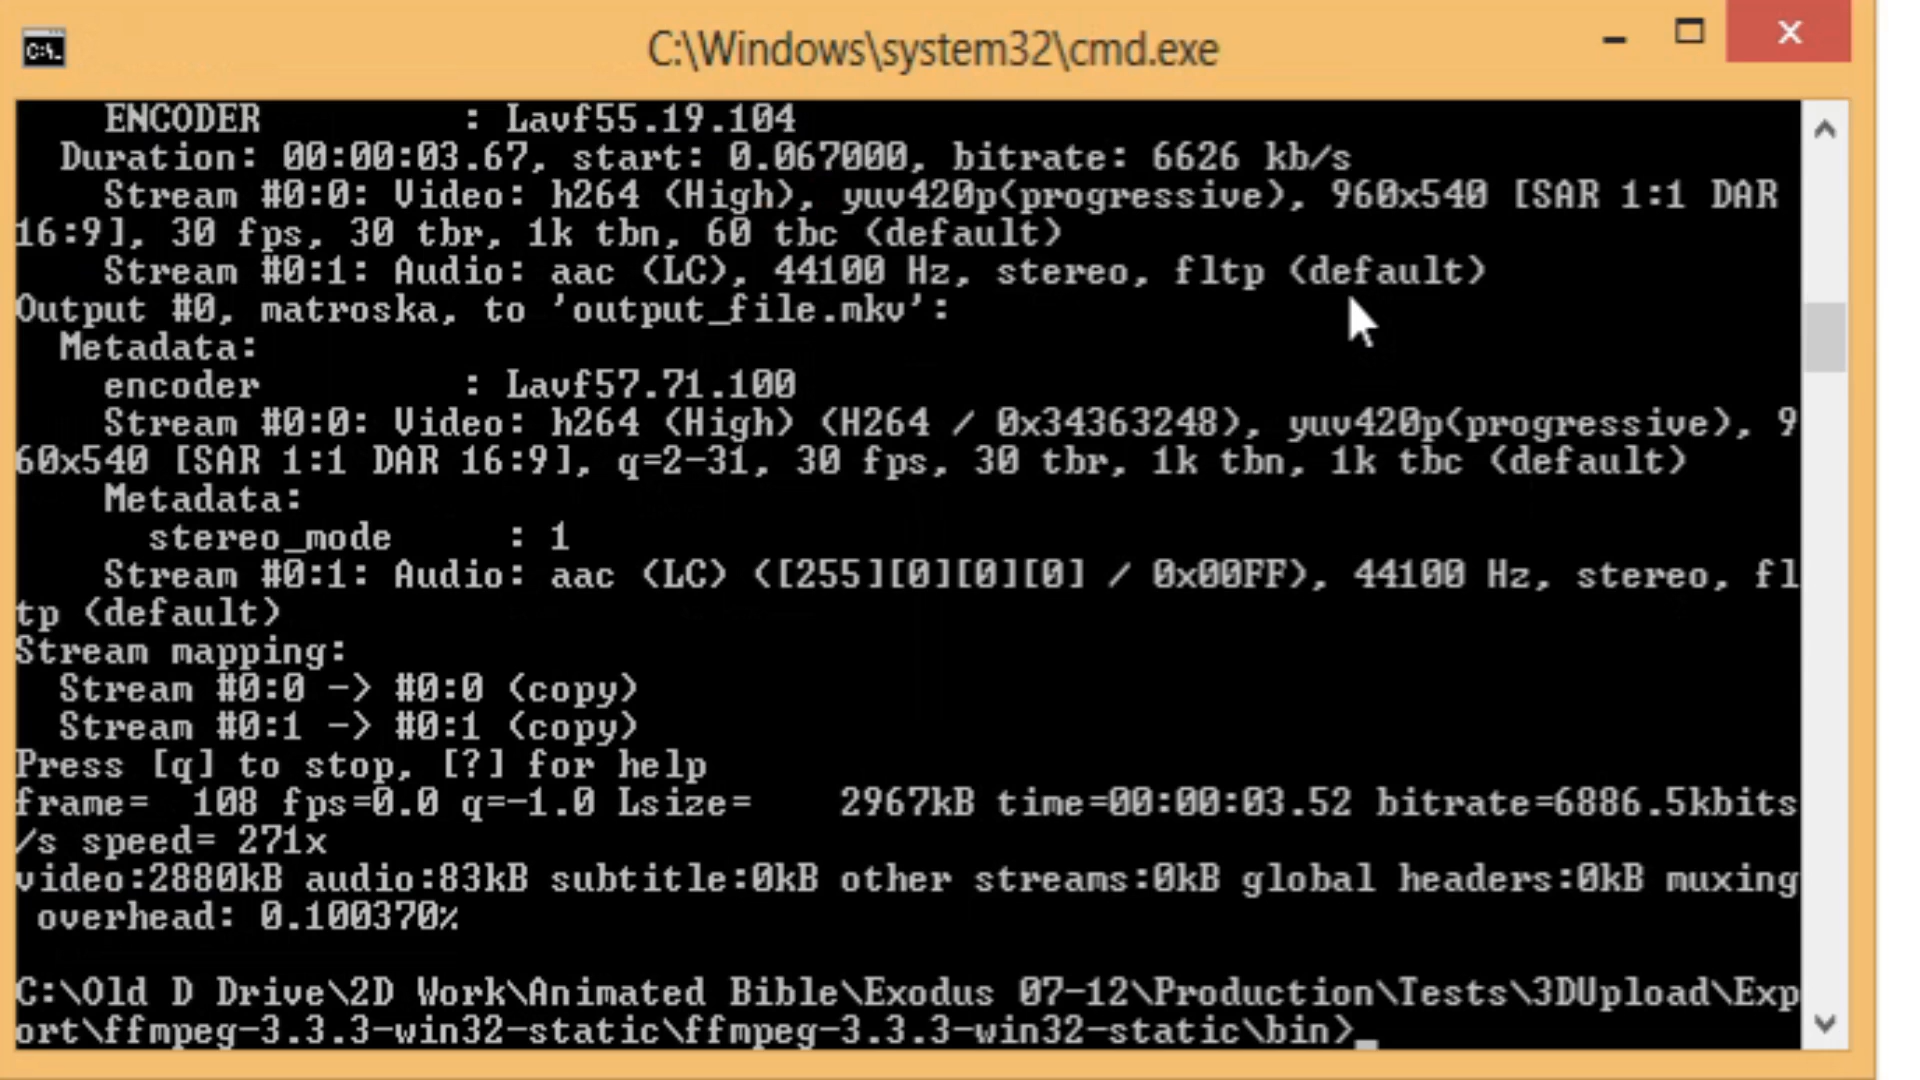 C:\Windows\system32\cmd.exe
ENCODER : Lavf55.19.104
Duration: 00:00:03.67, start: 0.067000, bitrate: 6626 kb/s
Stream #0:0: Video: h264 (High), yuv420p(progressive), 960x540 [SAR 1:1 DAR
16:9], 30 fps, 30 tbr, 1k tbn, 60 tbc (default)
Stream #0:1: Audio: aac (LC), 44100 Hz, stereo, fltp (default)
Output #0, matroska, to 'output_file.mkv':
Metadata:
encoder : Lavf57.71.100
Stream #0:0: Video: h264 (High) (H264 / 0x34363248), yuv420p(progressive), 9
60x540 [SAR 1:1 DAR 16:9], q=2-31, 30 fps, 30 tbr, 1k tbn, 1k tbc (default)
Metadata:
stereo_mode : 1
Stream #0:1: Audio: aac (LC) ([255][0][0][0] / 0x00FF), 44100 Hz, stereo, fl
tp (default)
Stream mapping:
Stream #0:0 -> #0:0 (copy)
Stream #0:1 -> #0:1 (copy)
Press [q] to stop, [?] for help
frame= 108 fps=0.0 q=-1.0 Lsize= 2967kB time=00:00:03.52 bitrate=6886.5kbits
/s speed= 271x
video:2880kB audio:83kB subtitle:0kB other streams:0kB global headers:0kB muxing
overhead: 0.100370%
C:\Old D Drive\2D Work\Animated Bible\Exodus 07-12\Production\Tests\3DUpload\Exp
ort\ffmpeg-3.3.3-win32-static\ffmpeg-3.3.3-win32-static\bin>_